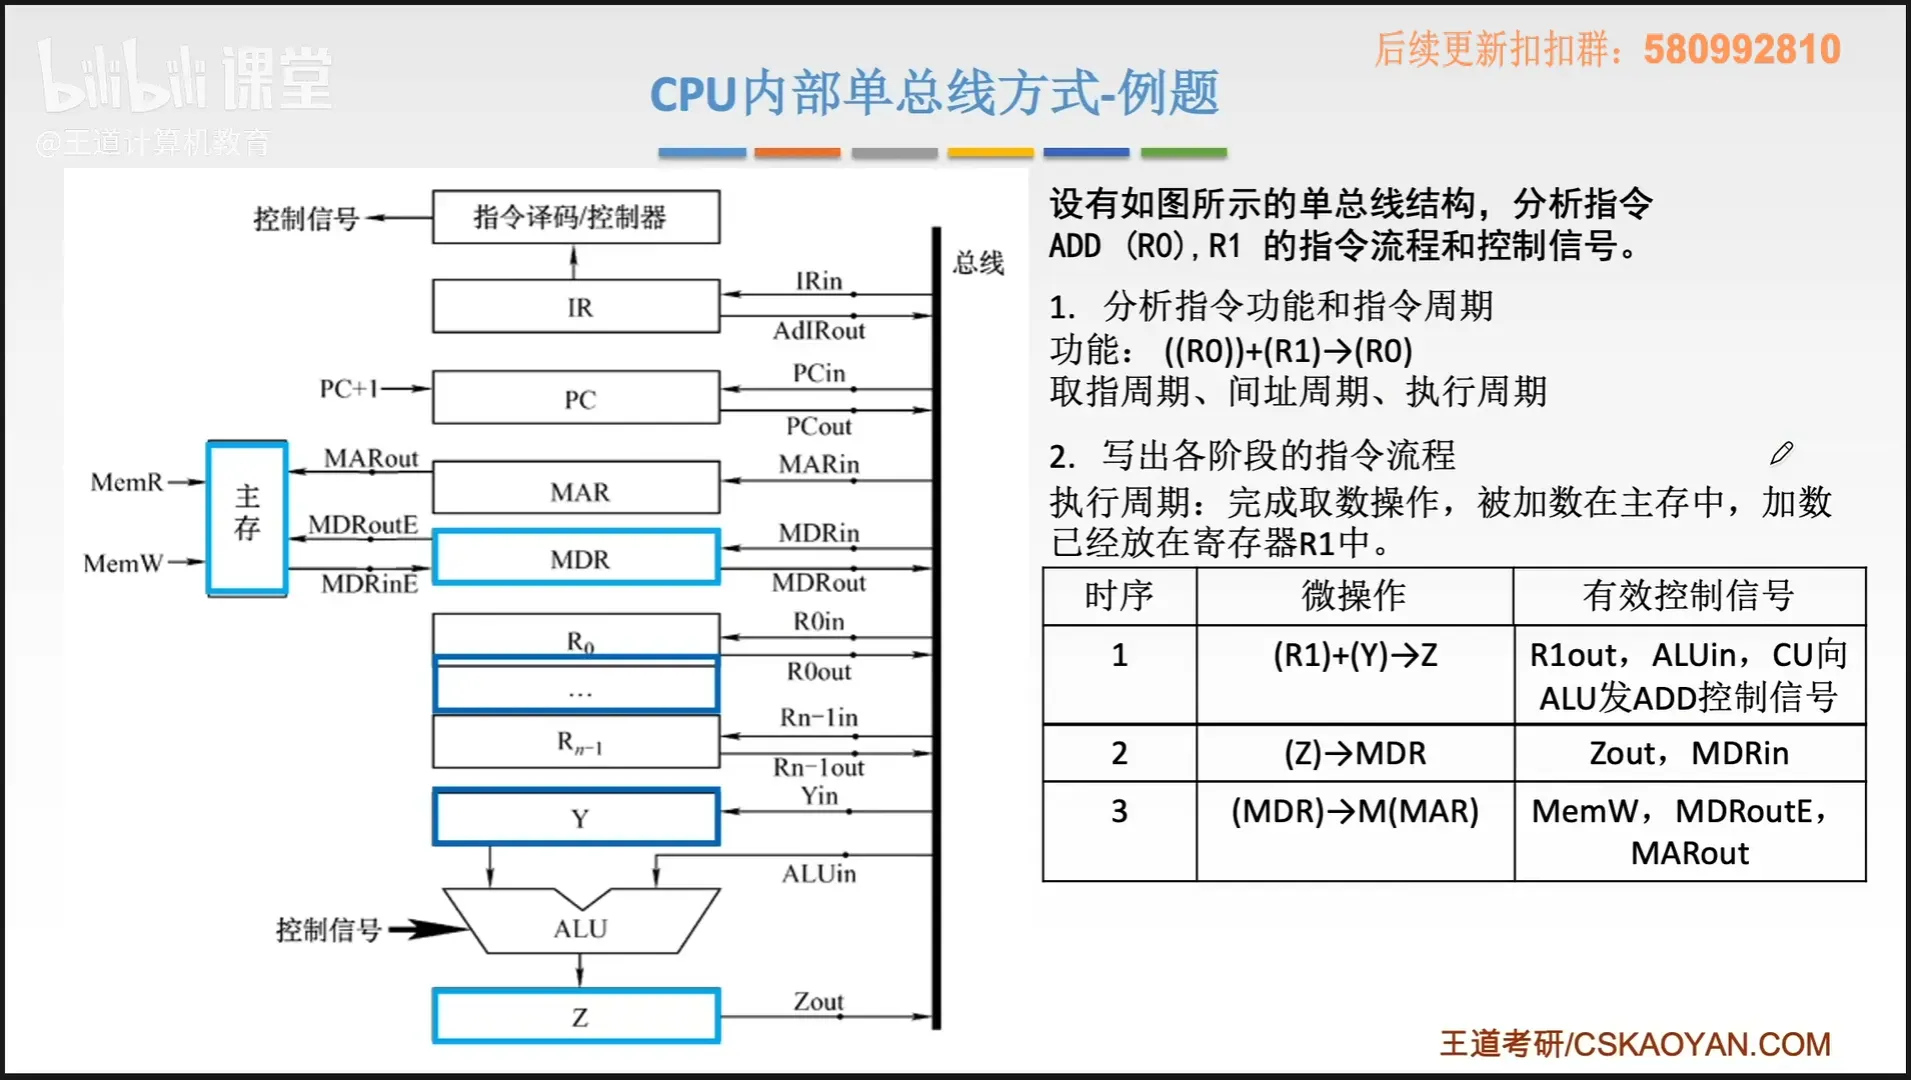 bilibili 课堂
@王道计算机教育
后续更新扣扣群：580992810
CPU内部单总线方式-例题
控制信号
指令译码/控制器
总线
IRin
IR
AdIRout
PCin
PC+1
PC
PCout
MARout
MARin
MemR
主存
MAR
MDRoutE
MDRin
MemW
MDR
MDRinE
MDRout
R0in
R0
R0out
…
Rn-1in
Rn-1
Rn-1out
Yin
Y
ALUin
控制信号
ALU
Zout
Z
设有如图所示的单总线结构，分析指令
ADD (R0),R1 的指令流程和控制信号。
1. 分析指令功能和指令周期
功能： ((R0))+(R1)→(R0)
取指周期、间址周期、执行周期
2. 写出各阶段的指令流程
执行周期：完成取数操作，被加数在主存中，加数
已经放在寄存器R1中。
时序 微操作 有效控制信号
1 (R1)+(Y)→Z R1out，ALUin，CU向
ALU发ADD控制信号
2 (Z)→MDR Zout，MDRin
3 (MDR)→M(MAR) MemW，MDRoutE，
MARout
王道考研/CSKAOYAN.COM